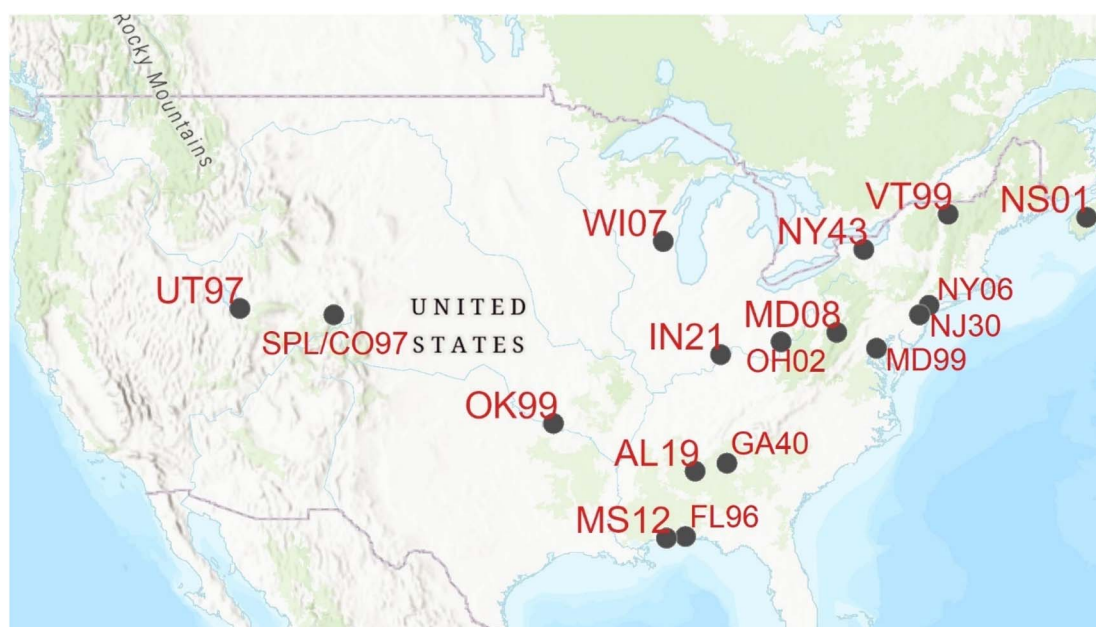 Rocky Mountains
VT99
NS01
WI07
NY43
UT97
NY06
UNITED
MD08
NJ30
SPL/CO97
STATES
IN21
OH02
MD99
OK99
GA40
AL19
MS12
FL96